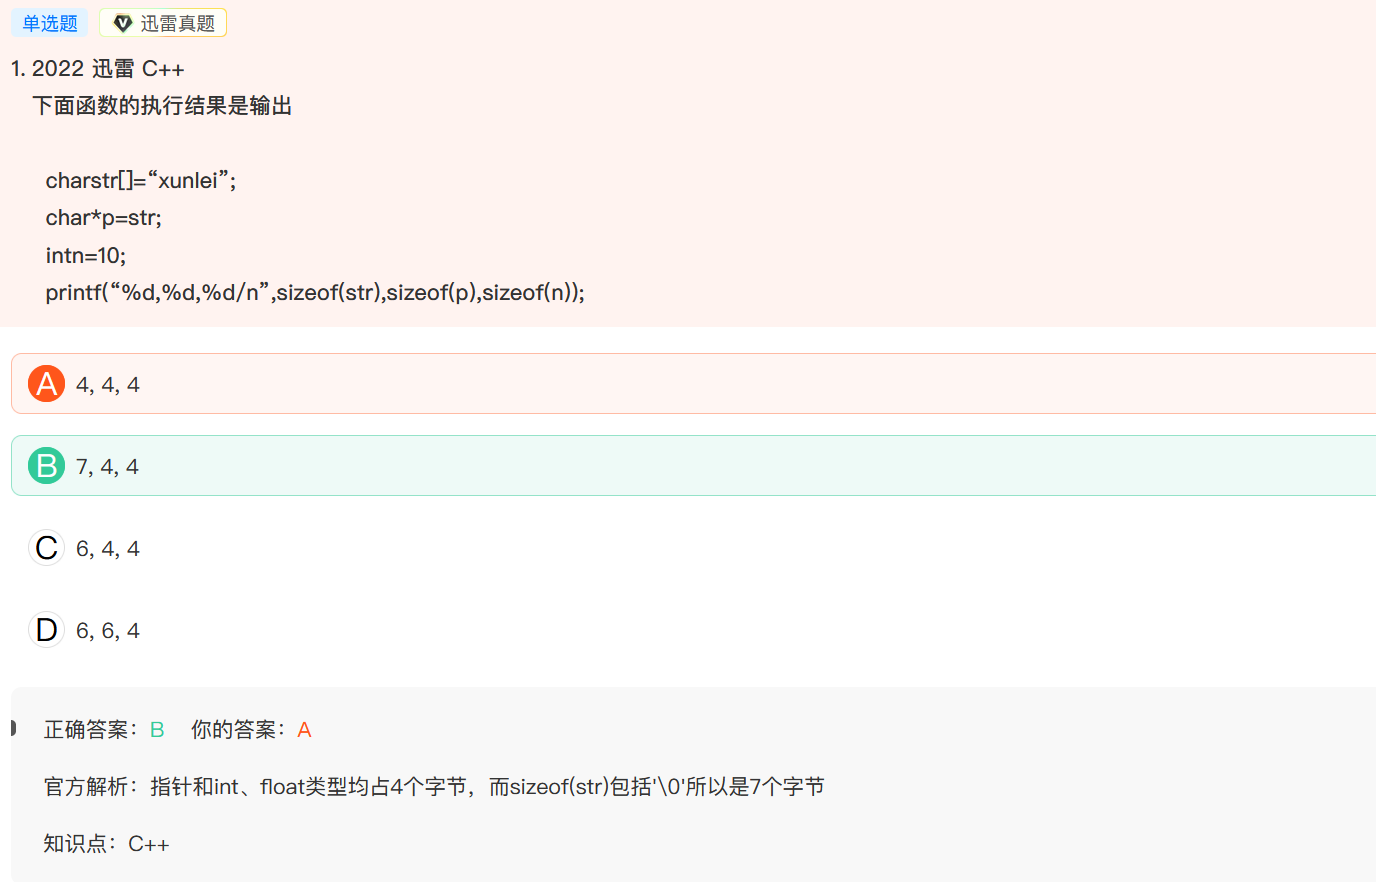 单选题 迅雷真题
1. 2022 迅雷 C++
下面函数的执行结果是输出
charstr[]=“xunlei”;
char*p=str;
intn=10;
printf(“%d,%d,%d/n”,sizeof(str),sizeof(p),sizeof(n));
A 4, 4, 4
B 7, 4, 4
C 6, 4, 4
D 6, 6, 4
正确答案：B 你的答案：A
官方解析：指针和int、float类型均占4个字节，而sizeof(str)包括'\0'所以是7个字节
知识点：C++